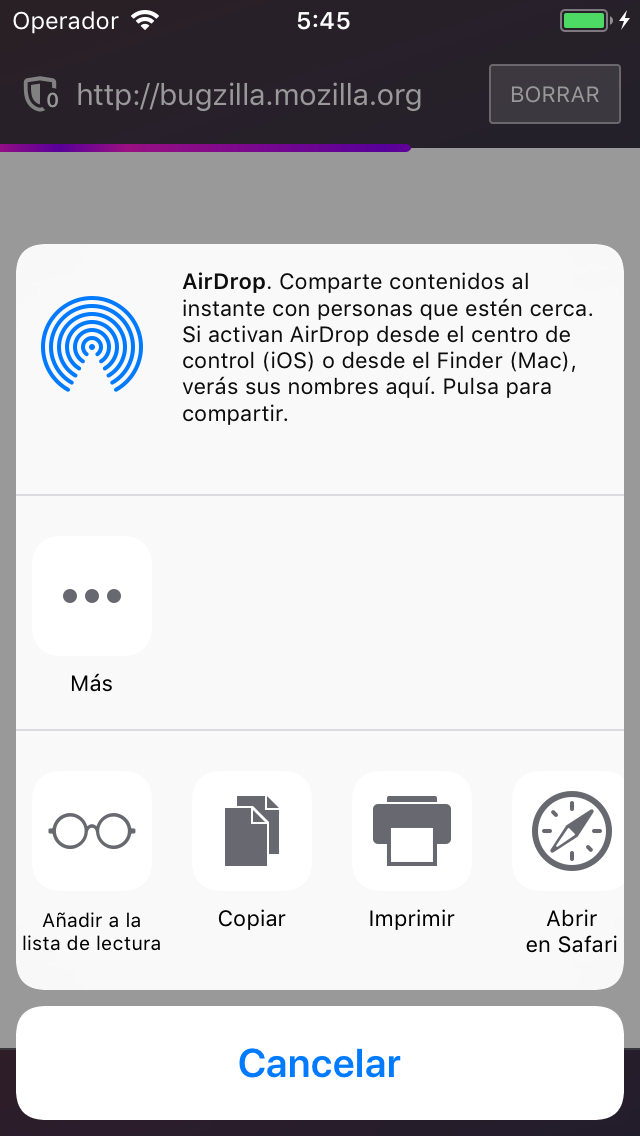 Operador
5:45
0
http://bugzilla.mozilla.org
BORRAR
AirDrop. Comparte contenidos al
instante con personas que estén cerca.
Si activan AirDrop desde el centro de
control (iOS) o desde el Finder (Mac),
verás sus nombres aquí. Pulsa para
compartir.
Más
Añadir a la
lista de lectura
Copiar
Imprimir
Abrir
en Safari
Cancelar